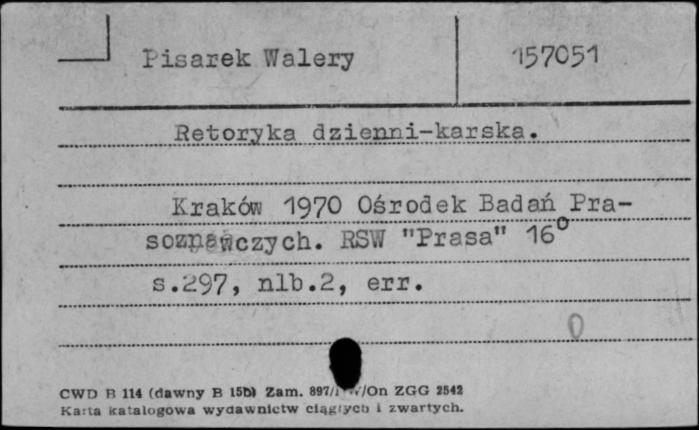 Pisarek Walery 157051
Retoryka dzienni-karska.
Kraków 1970 Ośrodek Badań Pra-
soznawczych. RSW "Prasa" 16⁰
s.297, nlb.2, err.
0
CWD B 114 (dawny B 15b) Zam. 897/ /On ZGG 2542
Karta katalogowa wydawnictw ciągłych i zwartych.